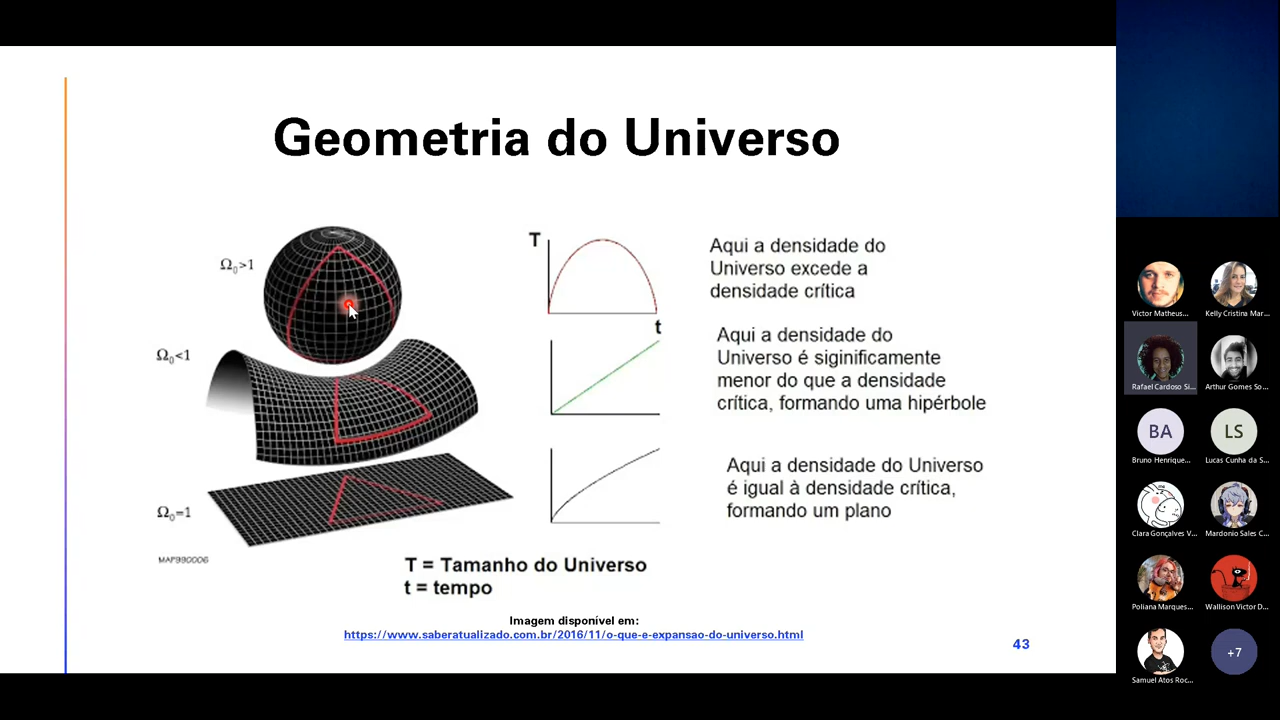 Geometria do Universo
Ω₀>1
Ω₀<1
Ω₀=1
MAP990006
T
t
Aqui a densidade do
Universo excede a
densidade crítica
Aqui a densidade do
Universo é siginificamente
menor do que a densidade
crítica, formando uma hipérbole
Aqui a densidade do Universo
é igual à densidade crítica,
formando um plano
T = Tamanho do Universo
t = tempo
Imagem disponível em:
https://www.saberatualizado.com.br/2016/11/o-que-e-expansao-do-universo.html
43
Victor Matheus...
Kelly Cristina Mar...
Rafael Cardoso Si...
Arthur Gomes So...
BA
LS
Bruno Henrique...
Lucas Cunha da S...
Clara Gonçalves V...
Mardonio Sales C...
Poliana Marques...
Wallison Victor D...
Samuel Atos Roc...
+7